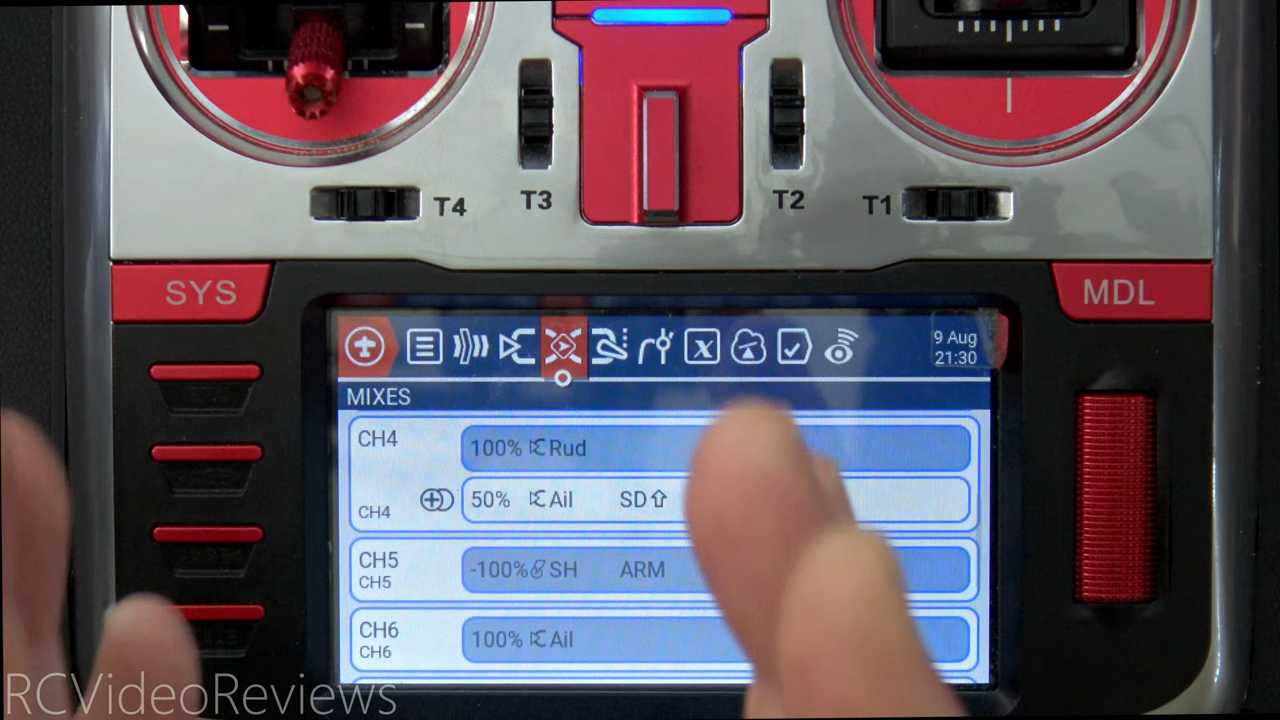 T4
T3
T2
T1
SYS
MDL
9 Aug
21:30
MIXES
CH4
100% Rud
CH4
50% Ail SD⇧
CH5
CH5
-100% SH ARM
CH6
CH6
100% Ail
RCVideoReviews